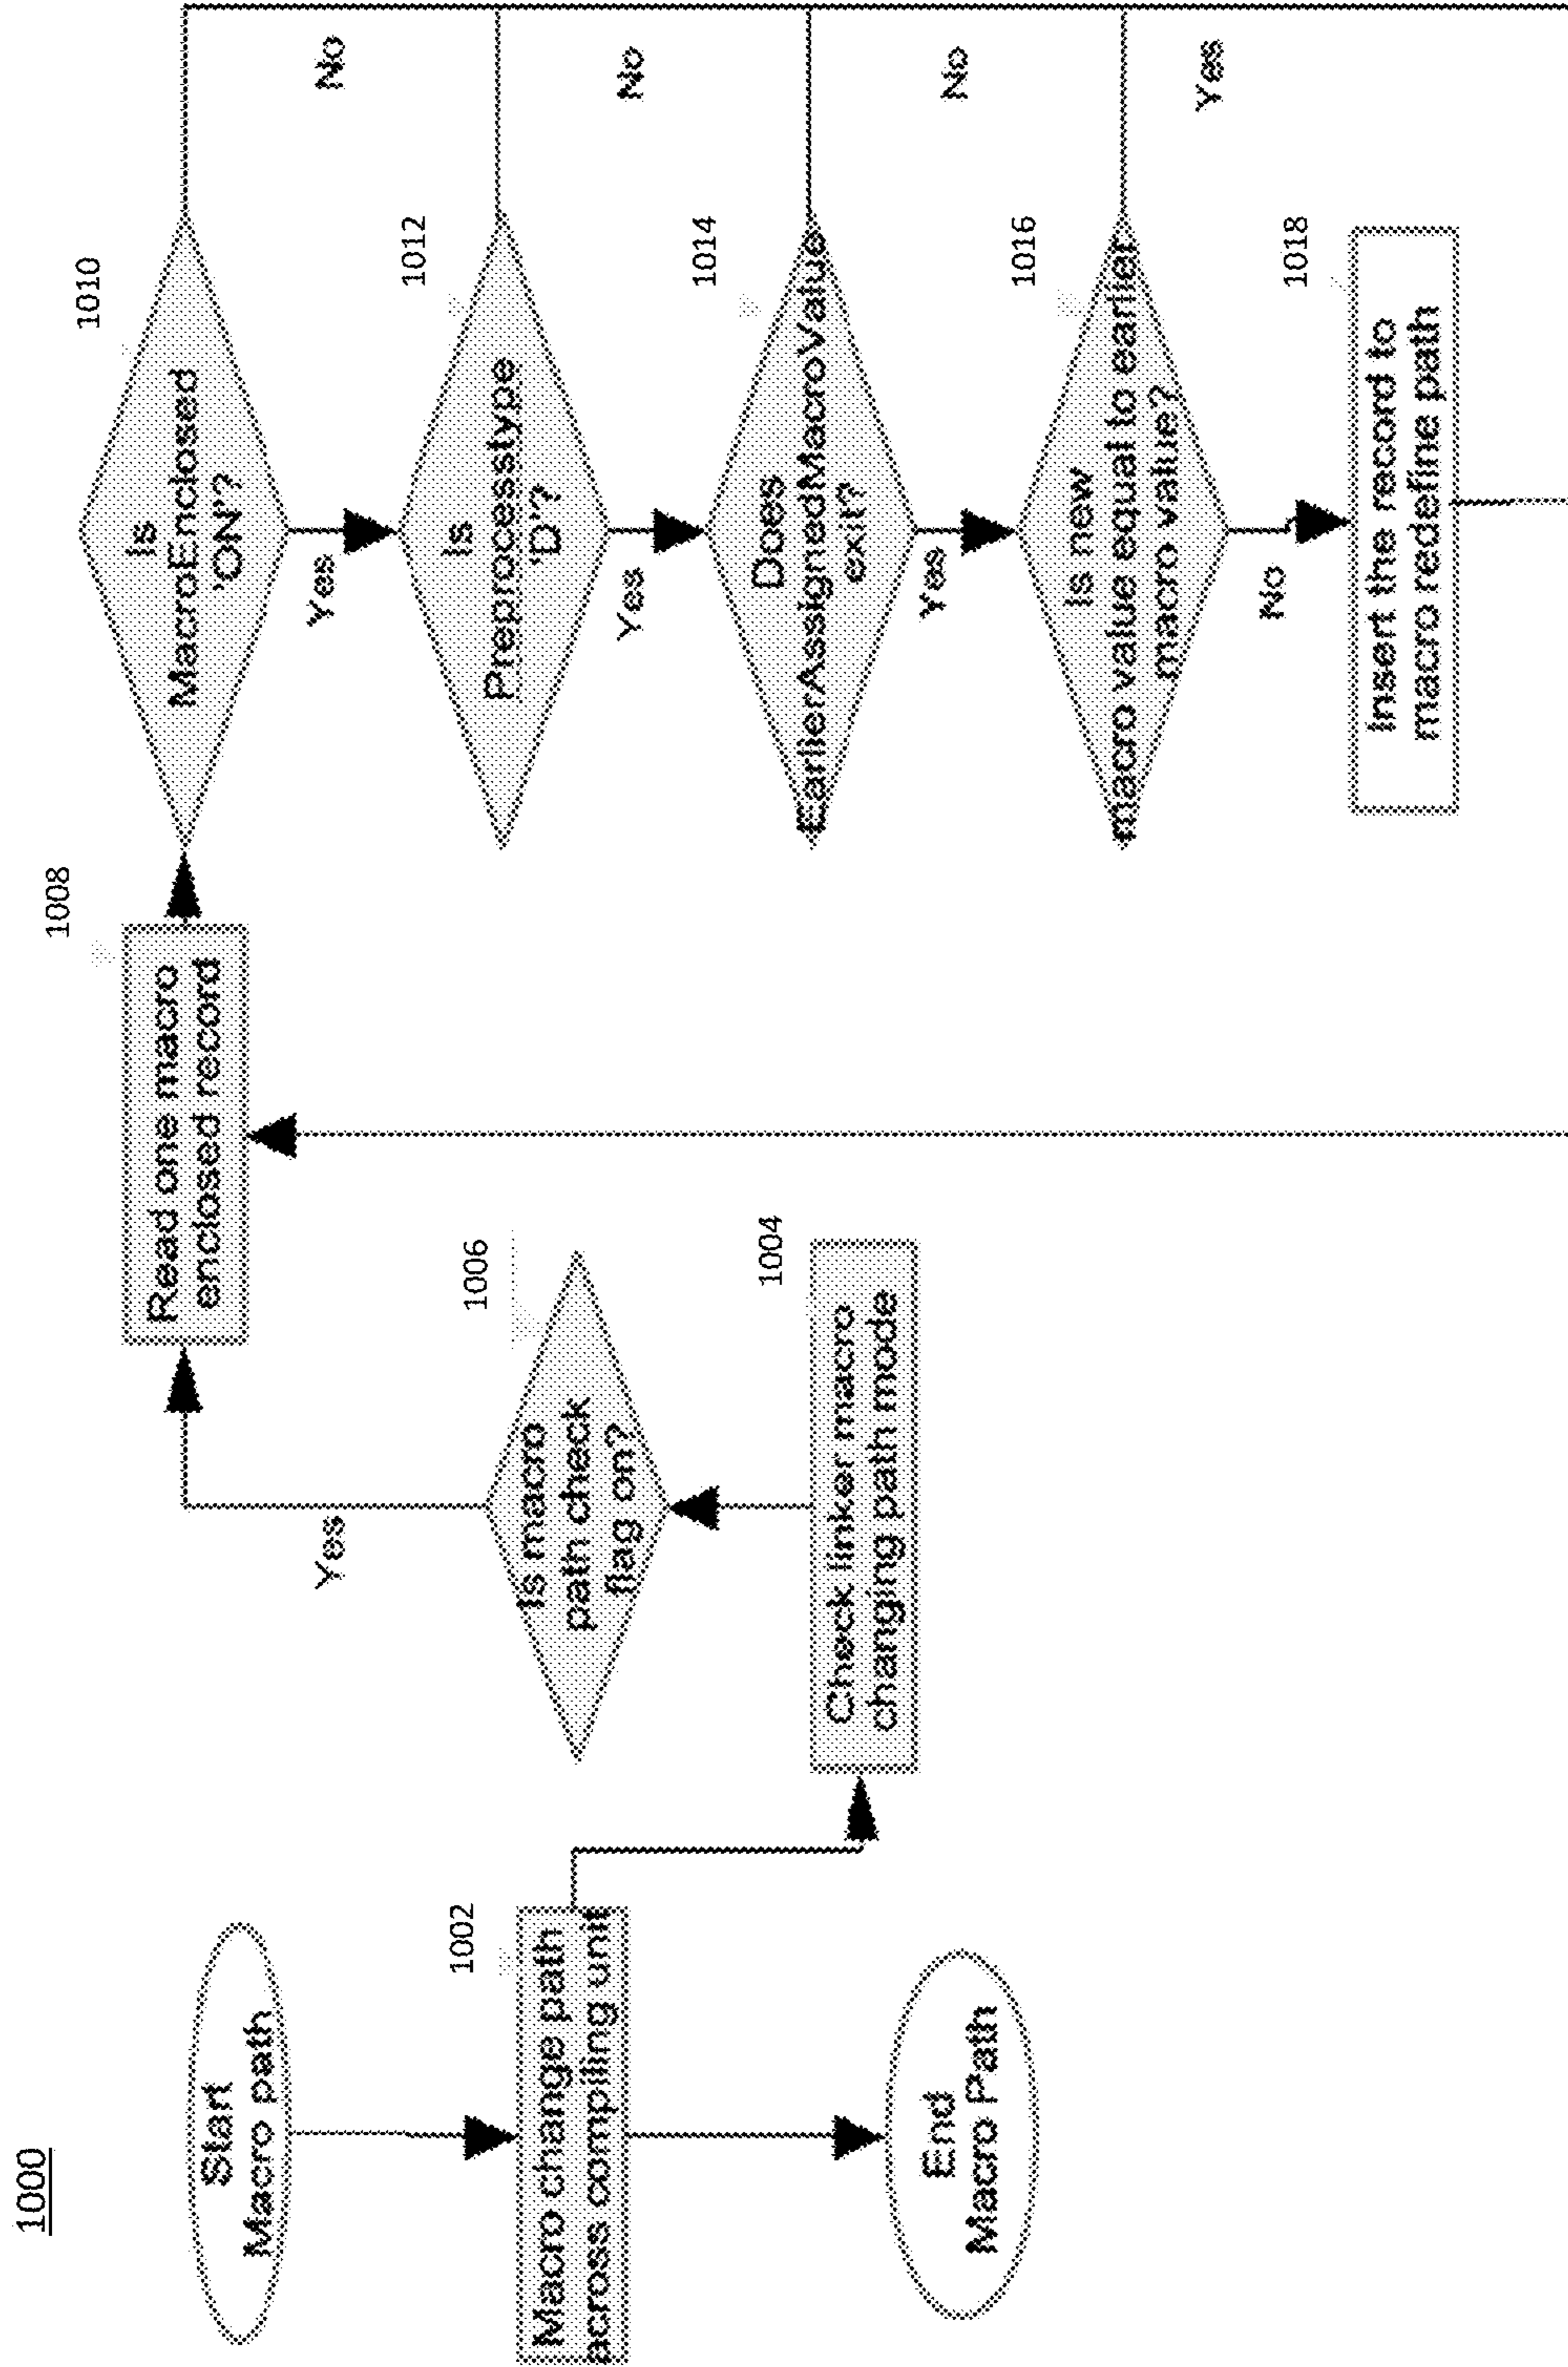 1000
Start
Macro path
1002
Macro change path
across compiling unit
End
Macro Path
1004
Check linker macro
changing path mode
1006
Is macro
path check
flag on?
Yes
1008
Read one macro
enclosed record
1010
Is
MacroEnclosed
'ON'?
No
Yes
1012
Is
Preprocesstype
'D'?
No
Yes
1014
Does
EarlierAssignedMacroValue
exit?
No
Yes
1016
Is new
macro value equal to earlier
macro value?
Yes
No
1018
Insert the record to
macro redefine path